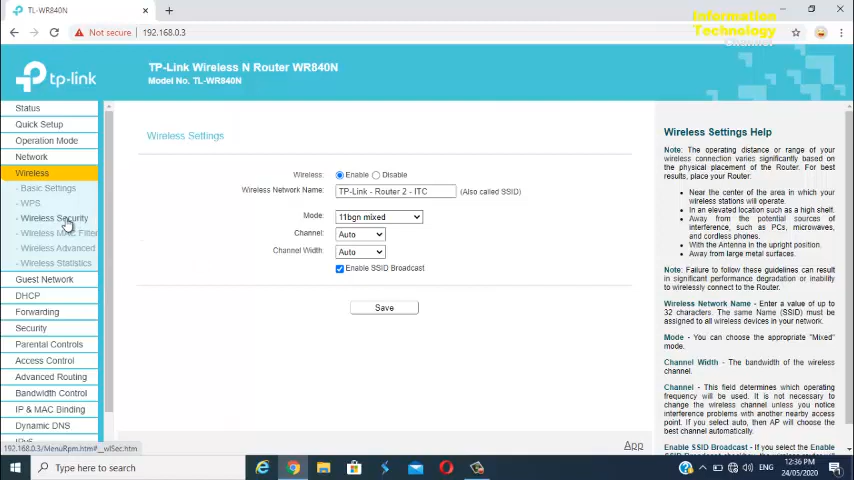 TL-WR840N
Not secure
192.168.0.3
Information
Technology
Channel
tp-link
TP-Link Wireless N Router WR840N
Model No. TL-WR840N
Status
Quick Setup
Operation Mode
Network
Wireless
- Basic Settings
- WPS
- Wireless Security
- Wireless MAC Filter
- Wireless Advanced
- Wireless Statistics
Guest Network
DHCP
Forwarding
Security
Parental Controls
Access Control
Advanced Routing
Bandwidth Control
IP & MAC Binding
Dynamic DNS
IPv6
192.168.0.3/MenuRpm.htm#__wlSec.htm
Wireless Settings
Wireless: Enable Disable
Wireless Network Name: TP-Link - Router 2 - ITC (Also called SSID)
Mode: 11bgn mixed
Channel: Auto
Channel Width: Auto
Enable SSID Broadcast
Save
App
Wireless Settings Help
Note: The operating distance or range of your
wireless connection varies significantly based on
the physical placement of the Router. For best
results, place your Router:
Near the center of the area in which your
wireless stations will operate.
In an elevated location such as a high shelf.
Away from the potential sources of
interference, such as PCs, microwaves,
and cordless phones.
With the Antenna in the upright position.
Away from large metal surfaces.
Note: Failure to follow these guidelines can result
in significant performance degradation or inability
to wirelessly connect to the Router.
Wireless Network Name - Enter a value of up to
32 characters. The same Name (SSID) must be
assigned to all wireless devices in your network.
Mode - You can choose the appropriate "Mixed"
mode.
Channel Width - The bandwidth of the wireless
channel.
Channel - This field determines which operating
frequency will be used. It is not necessary to
change the wireless channel unless you notice
interference problems with another nearby access
point. If you select auto, then AP will choose the
best channel automatically.
Enable SSID Broadcast - If you select the Enable
Type here to search
ENG
12:36 PM
24/05/2020